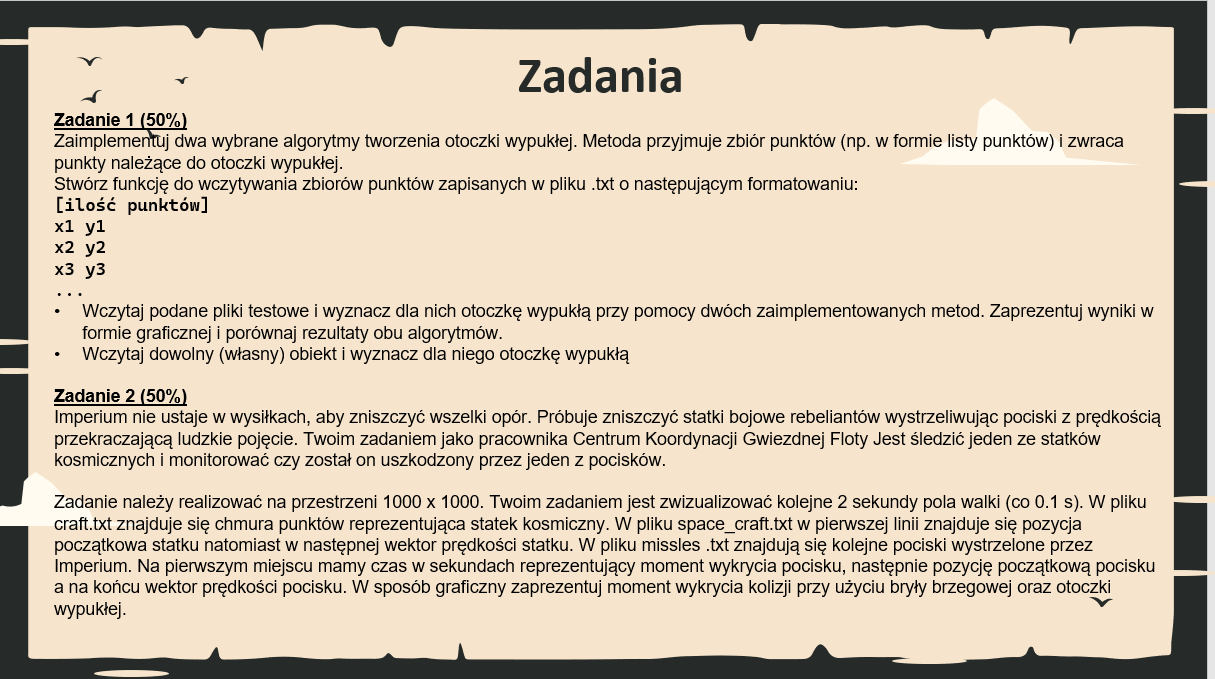 Zadania
Zadanie 1 (50%)
Zaimplementuj dwa wybrane algorytmy tworzenia otoczki wypukłej. Metoda przyjmuje zbiór punktów (np. w formie listy punktów) i zwraca
punkty należące do otoczki wypukłej.
Stwórz funkcję do wczytywania zbiorów punktów zapisanych w pliku .txt o następującym formatowaniu:
[ilość punktów]
x1 y1
x2 y2
x3 y3
...
• Wczytaj podane pliki testowe i wyznacz dla nich otoczkę wypukłą przy pomocy dwóch zaimplementowanych metod. Zaprezentuj wyniki w
formie graficznej i porównaj rezultaty obu algorytmów.
• Wczytaj dowolny (własny) obiekt i wyznacz dla niego otoczkę wypukłą
Zadanie 2 (50%)
Imperium nie ustaje w wysiłkach, aby zniszczyć wszelki opór. Próbuje zniszczyć statki bojowe rebeliantów wystrzeliwując pociski z prędkością
przekraczającą ludzkie pojęcie. Twoim zadaniem jako pracownika Centrum Koordynacji Gwiezdnej Floty Jest śledzić jeden ze statków
kosmicznych i monitorować czy został on uszkodzony przez jeden z pocisków.
Zadanie należy realizować na przestrzeni 1000 x 1000. Twoim zadaniem jest zwizualizować kolejne 2 sekundy pola walki (co 0.1 s). W pliku
craft.txt znajduje się chmura punktów reprezentująca statek kosmiczny. W pliku space_craft.txt w pierwszej linii znajduje się pozycja
początkowa statku natomiast w następnej wektor prędkości statku. W pliku missles .txt znajdują się kolejne pociski wystrzelone przez
Imperium. Na pierwszym miejscu mamy czas w sekundach reprezentujący moment wykrycia pocisku, następnie pozycję początkową pocisku
a na końcu wektor prędkości pocisku. W sposób graficzny zaprezentuj moment wykrycia kolizji przy użyciu bryły brzegowej oraz otoczki
wypukłej.